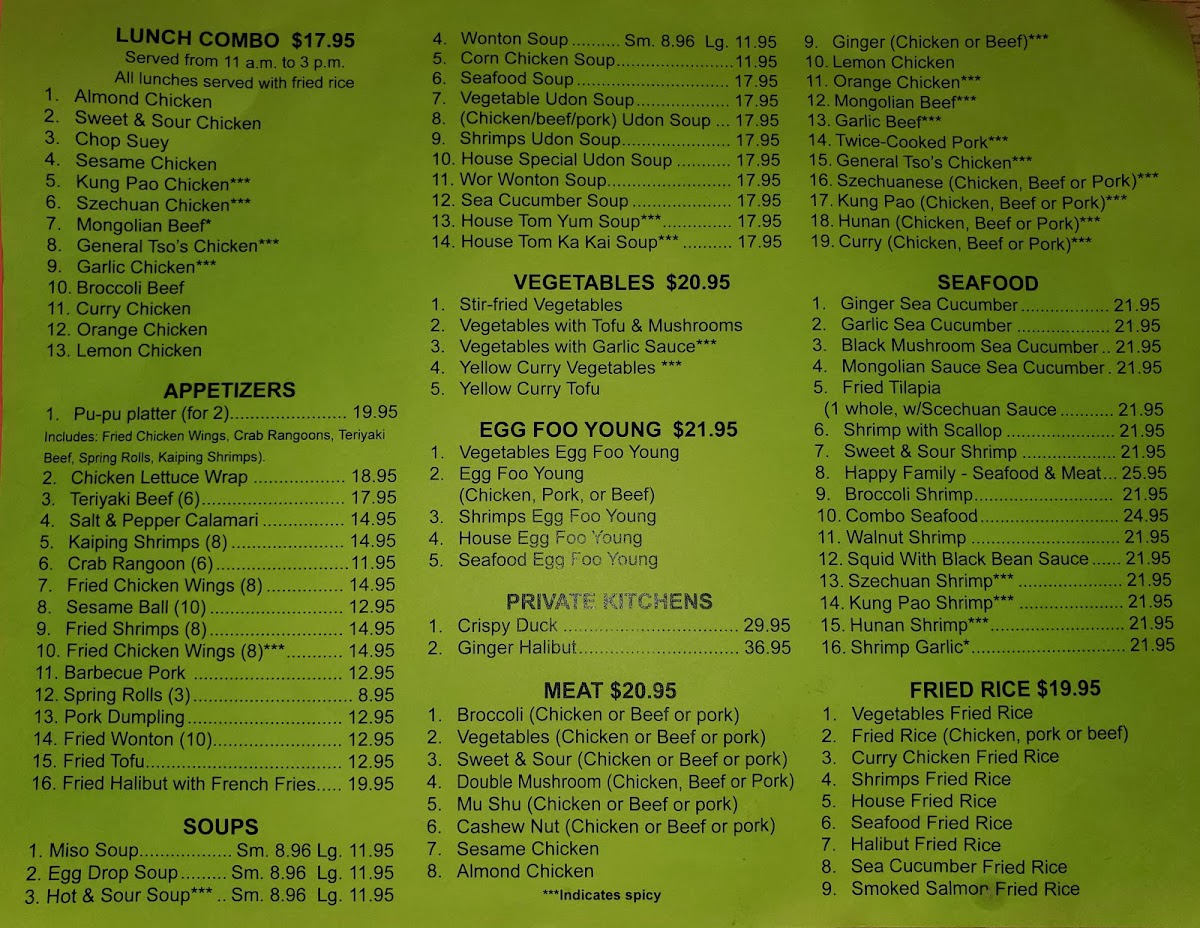 LUNCH COMBO $17.95
Served from 11 a.m. to 3 p.m.
All lunches served with fried rice
1. Almond Chicken
2. Sweet & Sour Chicken
3. Chop Suey
4. Sesame Chicken
5. Kung Pao Chicken***
6. Szechuan Chicken***
7. Mongolian Beef*
8. General Tso's Chicken***
9. Garlic Chicken***
10. Broccoli Beef
11. Curry Chicken
12. Orange Chicken
13. Lemon Chicken
APPETIZERS
1. Pu-pu platter (for 2)...................... 19.95
Includes: Fried Chicken Wings, Crab Rangoons, Teriyaki
Beef, Spring Rolls, Kaiping Shrimps).
2. Chicken Lettuce Wrap .................. 18.95
3. Teriyaki Beef (6)........................... 17.95
4. Salt & Pepper Calamari ................ 14.95
5. Kaiping Shrimps (8) ...................... 14.95
6. Crab Rangoon (6) ......................... 11.95
7. Fried Chicken Wings (8) ............... 14.95
8. Sesame Ball (10) .......................... 12.95
9. Fried Shrimps (8) .......................... 14.95
10. Fried Chicken Wings (8)***........... 14.95
11. Barbecue Pork ............................. 12.95
12. Spring Rolls (3) ................................ 8.95
13. Pork Dumpling .............................. 12.95
14. Fried Wonton (10)......................... 12.95
15. Fried Tofu...................................... 12.95
16. Fried Halibut with French Fries..... 19.95
SOUPS
1. Miso Soup.................. Sm. 8.96 Lg. 11.95
2. Egg Drop Soup......... Sm. 8.96 Lg. 11.95
3. Hot & Sour Soup*** .. Sm. 8.96 Lg. 11.95
4. Wonton Soup .......... Sm. 8.96 Lg. 11.95
5. Corn Chicken Soup....................... 11.95
6. Seafood Soup............................... 17.95
7. Vegetable Udon Soup................... 17.95
8. (Chicken/beef/pork) Udon Soup ... 17.95
9. Shrimps Udon Soup...................... 17.95
10. House Special Udon Soup .......... 17.95
11. Wor Wonton Soup........................ 17.95
12. Sea Cucumber Soup ................... 17.95
13. House Tom Yum Soup***............. 17.95
14. House Tom Ka Kai Soup*** .......... 17.95
VEGETABLES $20.95
1. Stir-fried Vegetables
2. Vegetables with Tofu & Mushrooms
3. Vegetables with Garlic Sauce***
4. Yellow Curry Vegetables ***
5. Yellow Curry Tofu
EGG FOO YOUNG $21.95
1. Vegetables Egg Foo Young
2. Egg Foo Young
(Chicken, Pork, or Beef)
3. Shrimps Egg Foo Young
4. House Egg Foo Young
5. Seafood Egg Foo Young
PRIVATE KITCHENS
1. Crispy Duck .................................. 29.95
2. Ginger Halibut............................... 36.95
MEAT $20.95
1. Broccoli (Chicken or Beef or pork)
2. Vegetables (Chicken or Beef or pork)
3. Sweet & Sour (Chicken or Beef or pork)
4. Double Mushroom (Chicken, Beef or Pork)
5. Mu Shu (Chicken or Beef or pork)
6. Cashew Nut (Chicken or Beef or pork)
7. Sesame Chicken
8. Almond Chicken
***Indicates spicy
9. Ginger (Chicken or Beef)***
10. Lemon Chicken
11. Orange Chicken***
12. Mongolian Beef***
13. Garlic Beef***
14. Twice-Cooked Pork***
15. General Tso's Chicken***
16. Szechuanese (Chicken, Beef or Pork)***
17. Kung Pao (Chicken, Beef or Pork)***
18. Hunan (Chicken, Beef or Pork)***
19. Curry (Chicken, Beef or Pork)***
SEAFOOD
1. Ginger Sea Cucumber................. 21.95
2. Garlic Sea Cucumber .................. 21.95
3. Black Mushroom Sea Cucumber.. 21.95
4. Mongolian Sauce Sea Cucumber. 21.95
5. Fried Tilapia
(1 whole, w/Scechuan Sauce .......... 21.95
6. Shrimp with Scallop ..................... 21.95
7. Sweet & Sour Shrimp .................. 21.95
8. Happy Family - Seafood & Meat... 25.95
9. Broccoli Shrimp........................... 21.95
10. Combo Seafood........................... 24.95
11. Walnut Shrimp ............................. 21.95
12. Squid With Black Bean Sauce...... 21.95
13. Szechuan Shrimp*** .................... 21.95
14. Kung Pao Shrimp*** .................... 21.95
15. Hunan Shrimp***.......................... 21.95
16. Shrimp Garlic*.............................. 21.95
FRIED RICE $19.95
1. Vegetables Fried Rice
2. Fried Rice (Chicken, pork or beef)
3. Curry Chicken Fried Rice
4. Shrimps Fried Rice
5. House Fried Rice
6. Seafood Fried Rice
7. Halibut Fried Rice
8. Sea Cucumber Fried Rice
9. Smoked Salmon Fried Rice